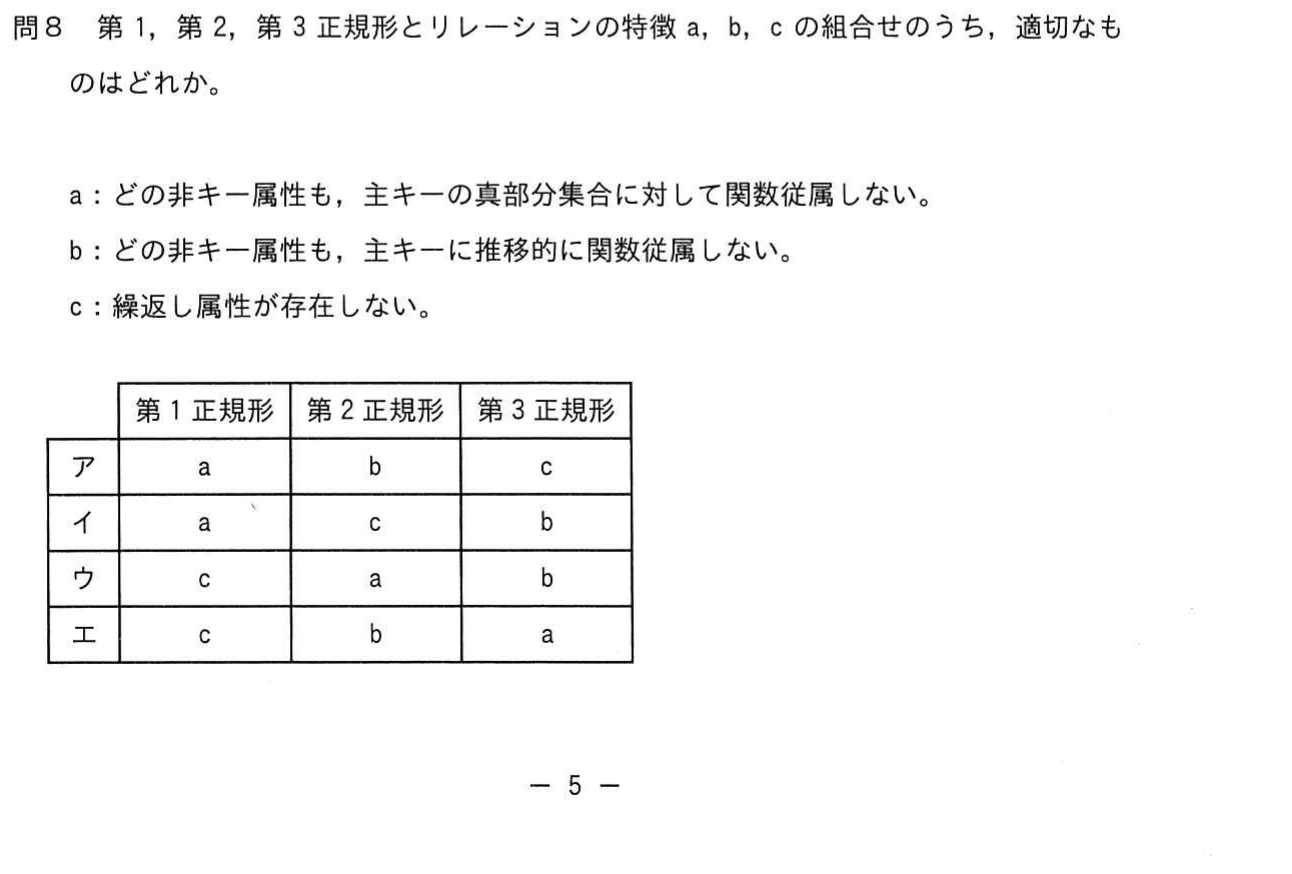 問8 第1，第2，第3正規形とリレーションの特徴a，b，cの組合せのうち，適切なも
のはどれか。
a：どの非キー属性も，主キーの真部分集合に対して関数従属しない。
b：どの非キー属性も，主キーに推移的に関数従属しない。
c：繰返し属性が存在しない。
第1正規形 第2正規形 第3正規形
ア a b c
イ a c b
ウ c a b
エ c b a
－ 5 －